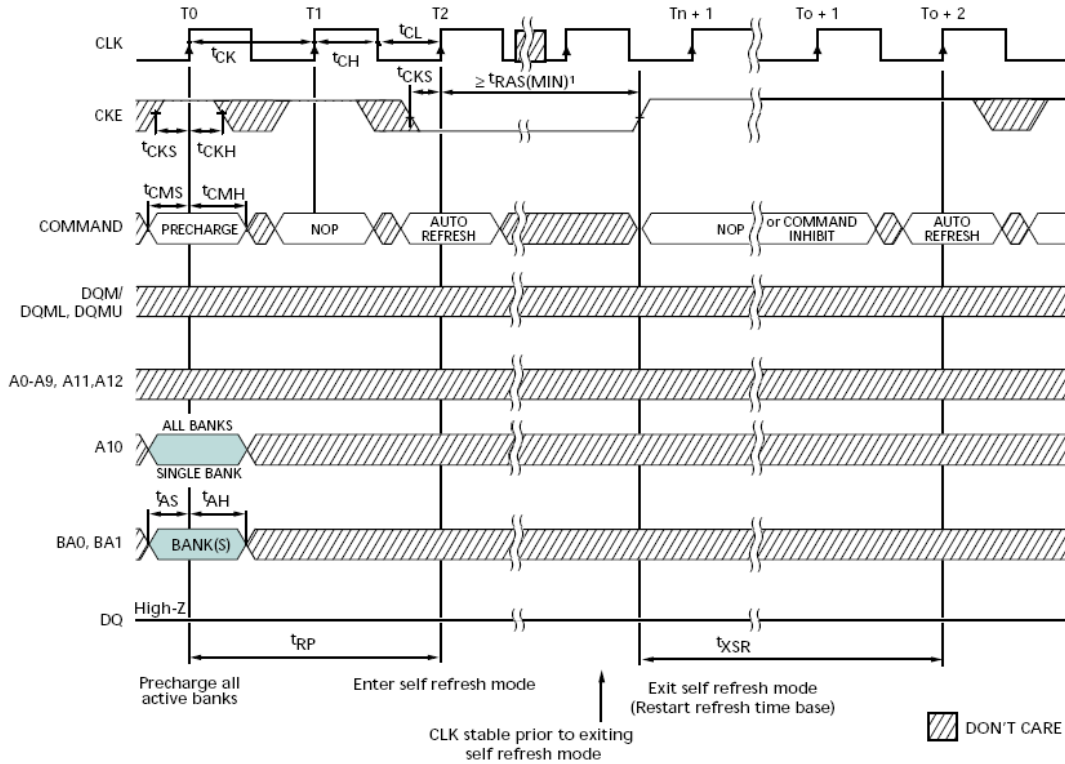 T0 T1 T2 Tn + 1 To + 1 To + 2
CLK
tCK tCH tCL
tCKS ≥ tRAS(MIN)¹
CKE
tCKS tCKH
tCMS tCMH
COMMAND PRECHARGE NOP AUTO REFRESH NOP or COMMAND INHIBIT AUTO REFRESH
DQM/
DQML, DQMU
A0-A9, A11,A12
ALL BANKS
A10
SINGLE BANK
tAS tAH
BA0, BA1 BANK(S)
High-Z
DQ
tRP tXSR
Precharge all
active banks
Enter self refresh mode
Exit self refresh mode
(Restart refresh time base)
CLK stable prior to exiting
self refresh mode
DON'T CARE